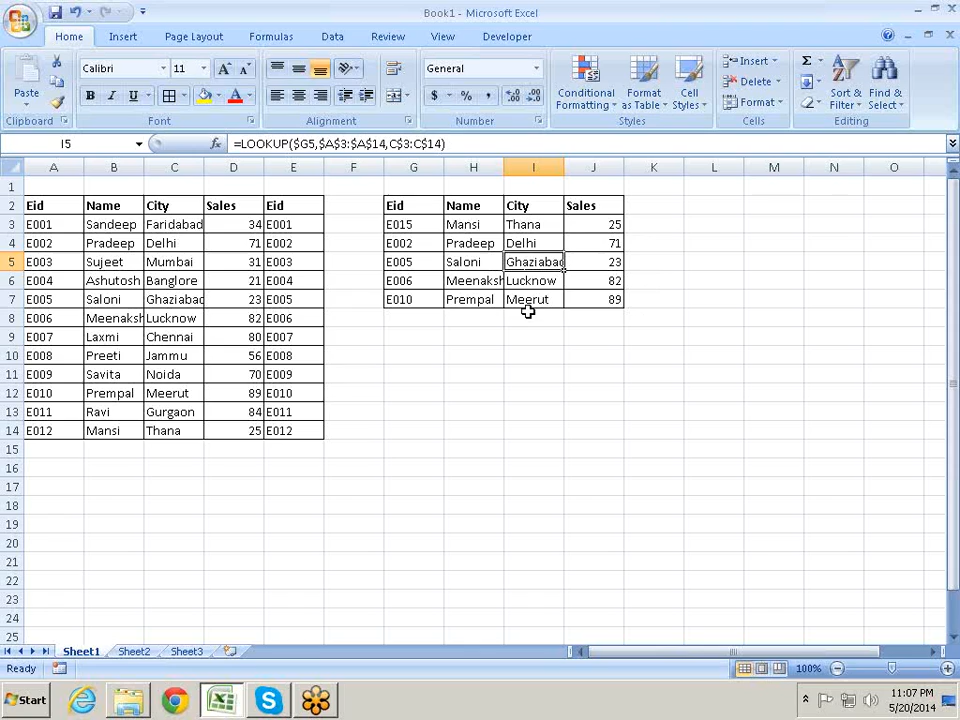 Book1 - Microsoft Excel
Home Insert Page Layout Formulas Data Review View Developer
Paste
Calibri 11
General
Conditional Formatting
Format as Table
Cell Styles
Insert
Delete
Format
Sort & Filter
Find & Select
B I U
$ % ,
Clipboard Font Alignment Number Styles Cells Editing
I5 fx =LOOKUP($G5,$A$3:$A$14,C$3:C$14)
A B C D E F G H I J K L M N O
1
2 Eid Name City Sales Eid Eid Name City Sales
3 E001 Sandeep Faridabad 34 E001 E015 Mansi Thana 25
4 E002 Pradeep Delhi 71 E002 E002 Pradeep Delhi 71
5 E003 Sujeet Mumbai 31 E003 E005 Saloni Ghaziabad 23
6 E004 Ashutosh Banglore 21 E004 E006 Meenaksh Lucknow 82
7 E005 Saloni Ghaziabad 23 E005 E010 Prempal Meerut 89
8 E006 Meenaksh Lucknow 82 E006
9 E007 Laxmi Chennai 80 E007
10 E008 Preeti Jammu 56 E008
11 E009 Savita Noida 70 E009
12 E010 Prempal Meerut 89 E010
13 E011 Ravi Gurgaon 84 E011
14 E012 Mansi Thana 25 E012
15
16
17
18
19
20
21
22
23
24
25
Sheet1 Sheet2 Sheet3
Ready 100%
Start 11:07 PM
5/20/2014